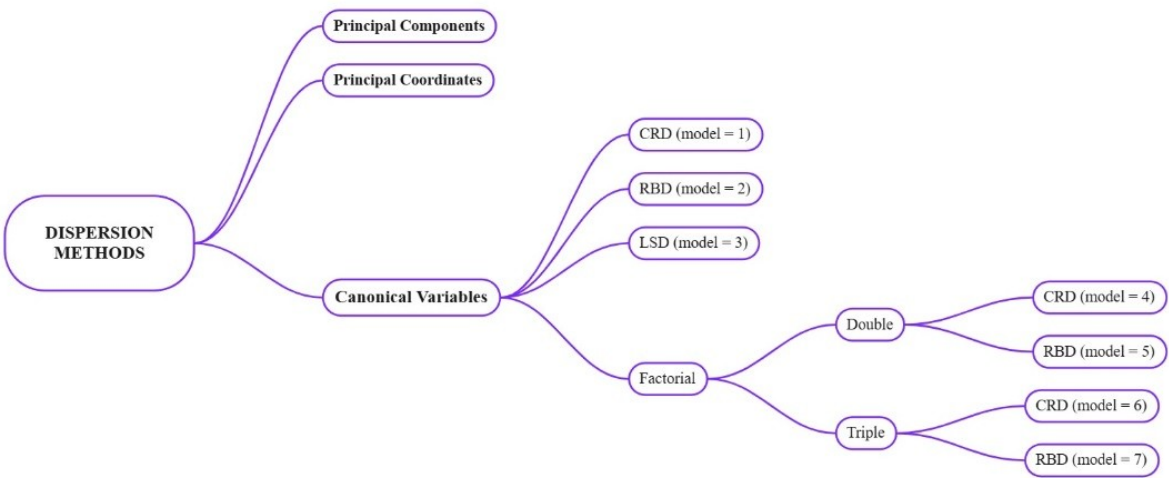 Principal Components
Principal Coordinates
DISPERSION
METHODS
Canonical Variables
CRD (model = 1)
RBD (model = 2)
LSD (model = 3)
Factorial
Double
CRD (model = 4)
RBD (model = 5)
Triple
CRD (model = 6)
RBD (model = 7)